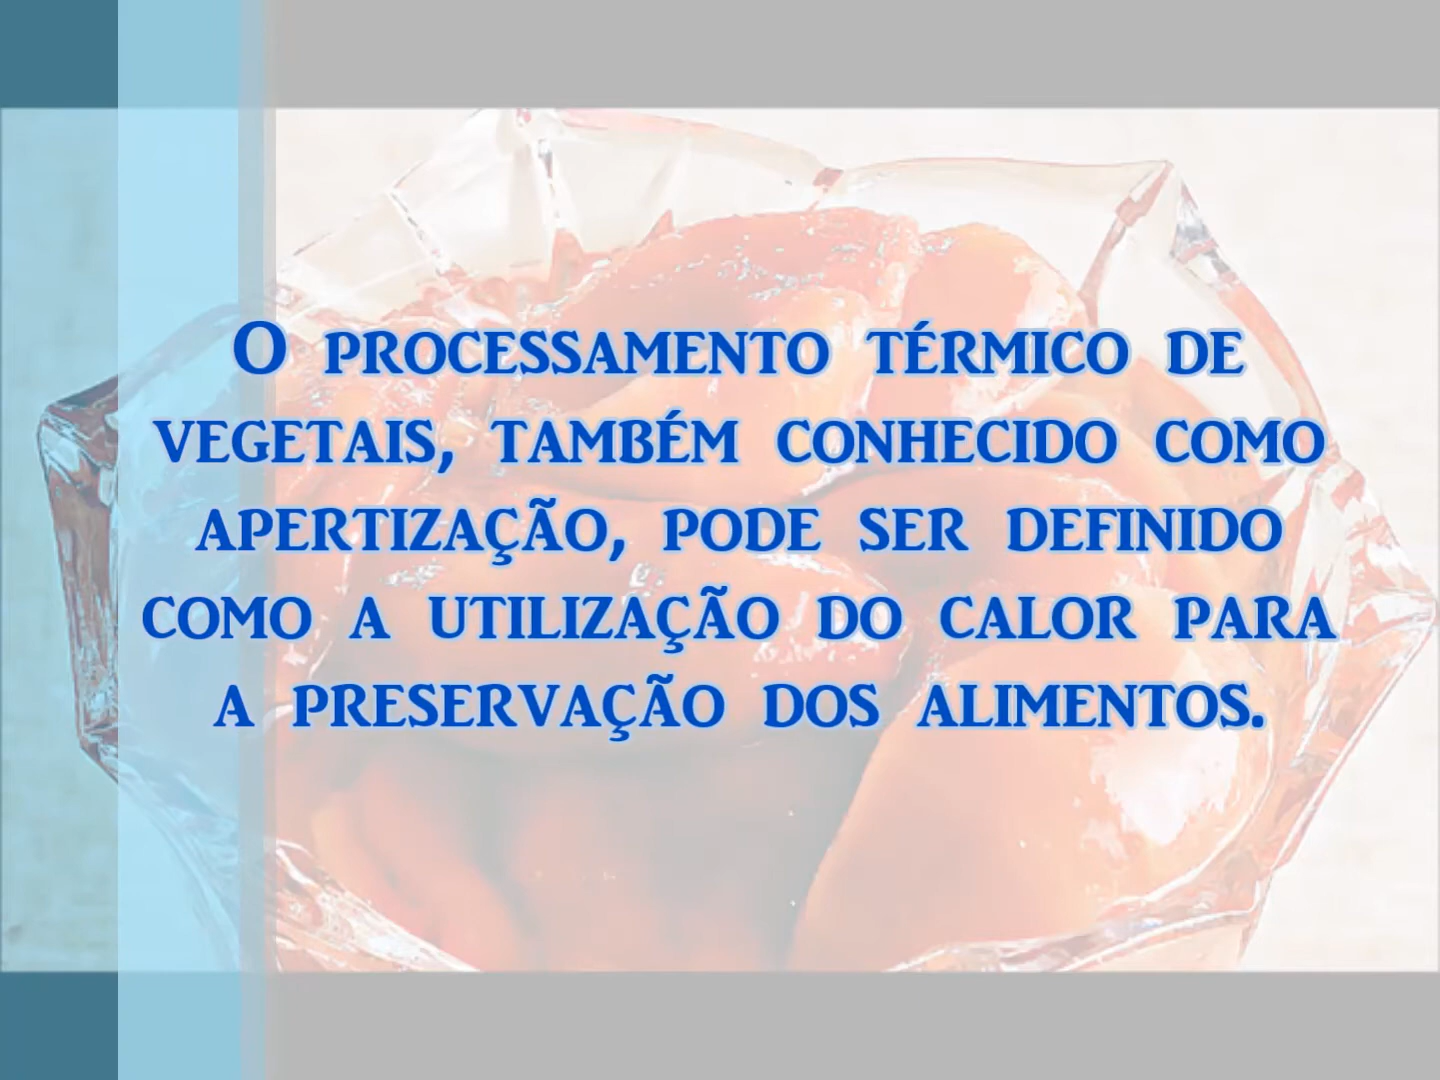 O PROCESSAMENTO TÉRMICO DE
VEGETAIS, TAMBÉM CONHECIDO COMO
APERTIZAÇÃO, PODE SER DEFINIDO
COMO A UTILIZAÇÃO DO CALOR PARA
A PRESERVAÇÃO DOS ALIMENTOS.